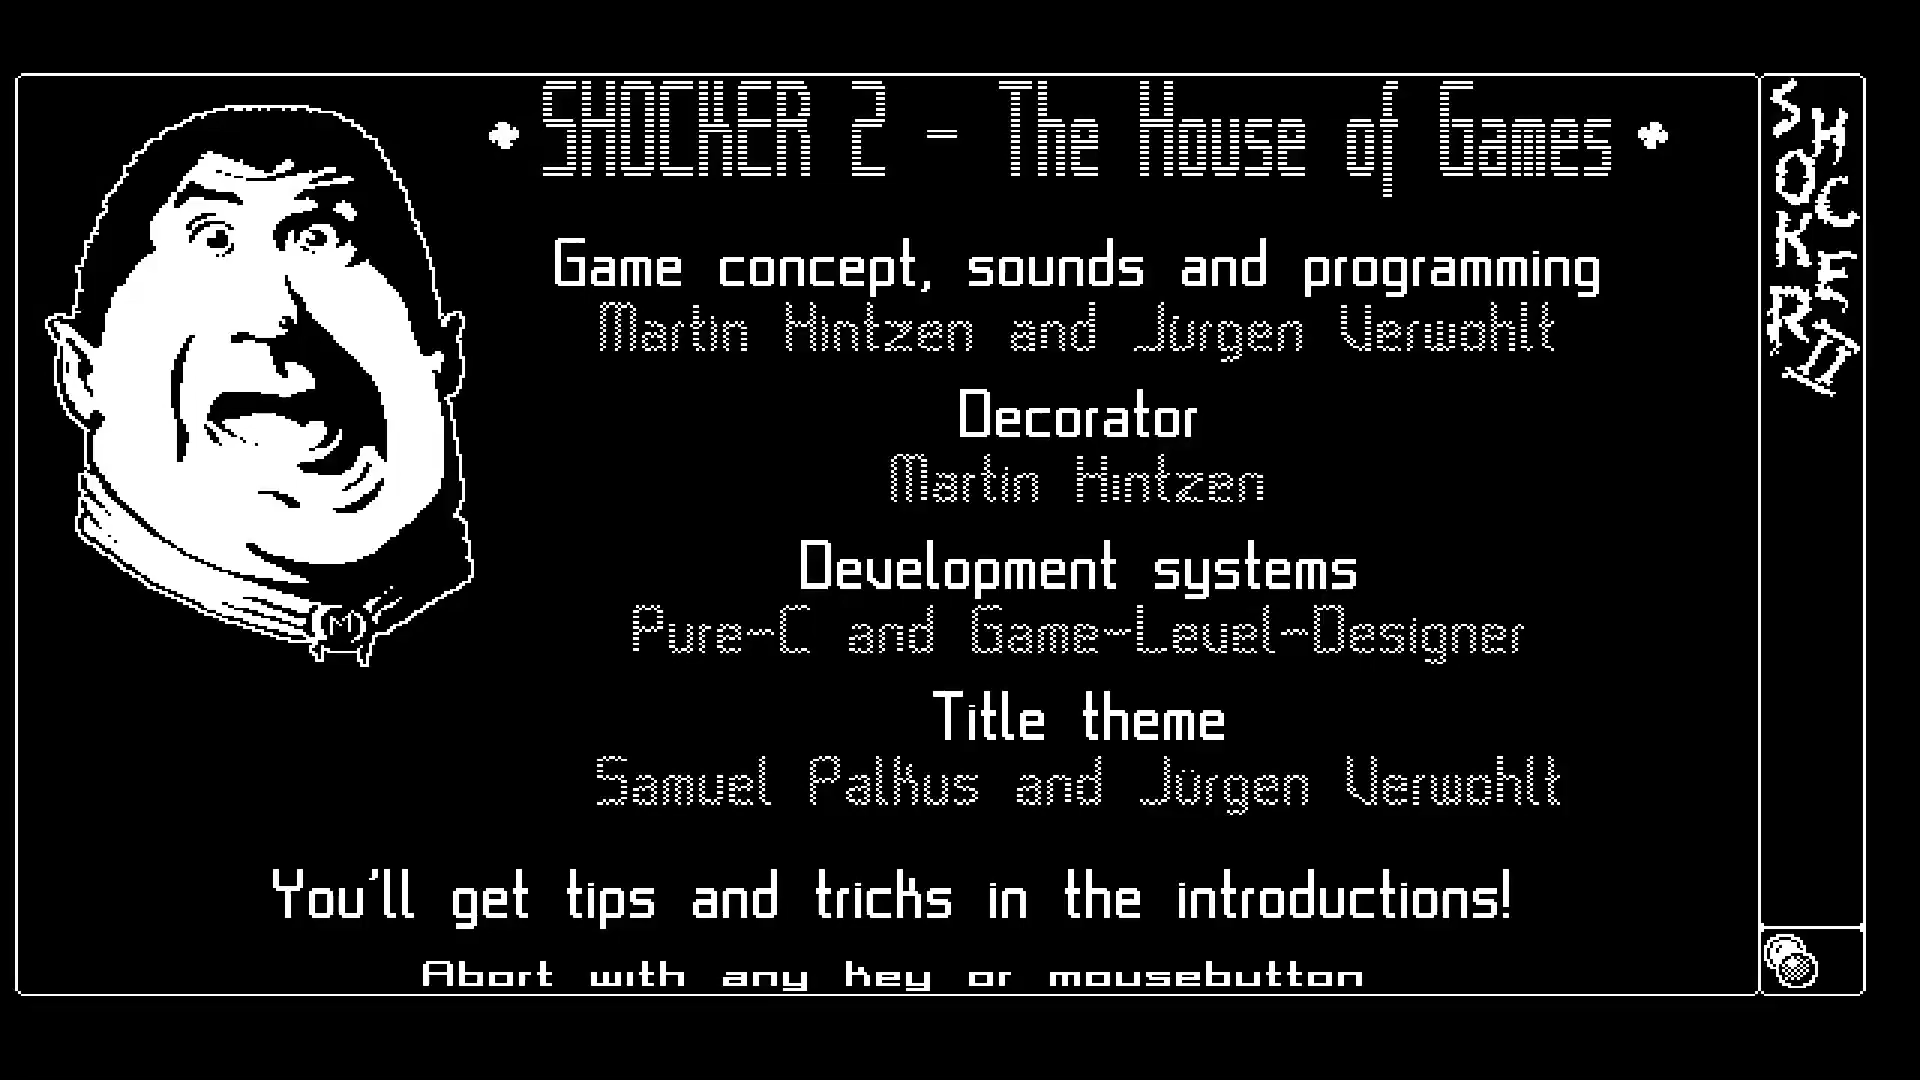 SHOCKER 2 - The House of Games
Game concept, sounds and programming
Martin Hintzen and Jürgen Verwohlt
Decorator
Martin Hintzen
Development systems
Pure-C and Game-Level-Designer
Title theme
Samuel Palkus and Jürgen Verwohlt
You'll get tips and tricks in the introductions!
Abort with any key or mousebutton
SHOCKER II
M